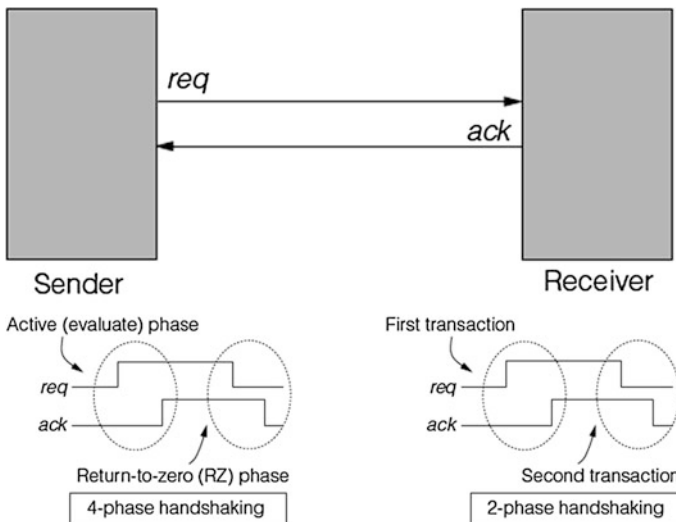 req
ack
Sender
Receiver
Active (evaluate) phase
req
ack
Return-to-zero (RZ) phase
4-phase handshaking
First transaction
req
ack
Second transaction
2-phase handshaking